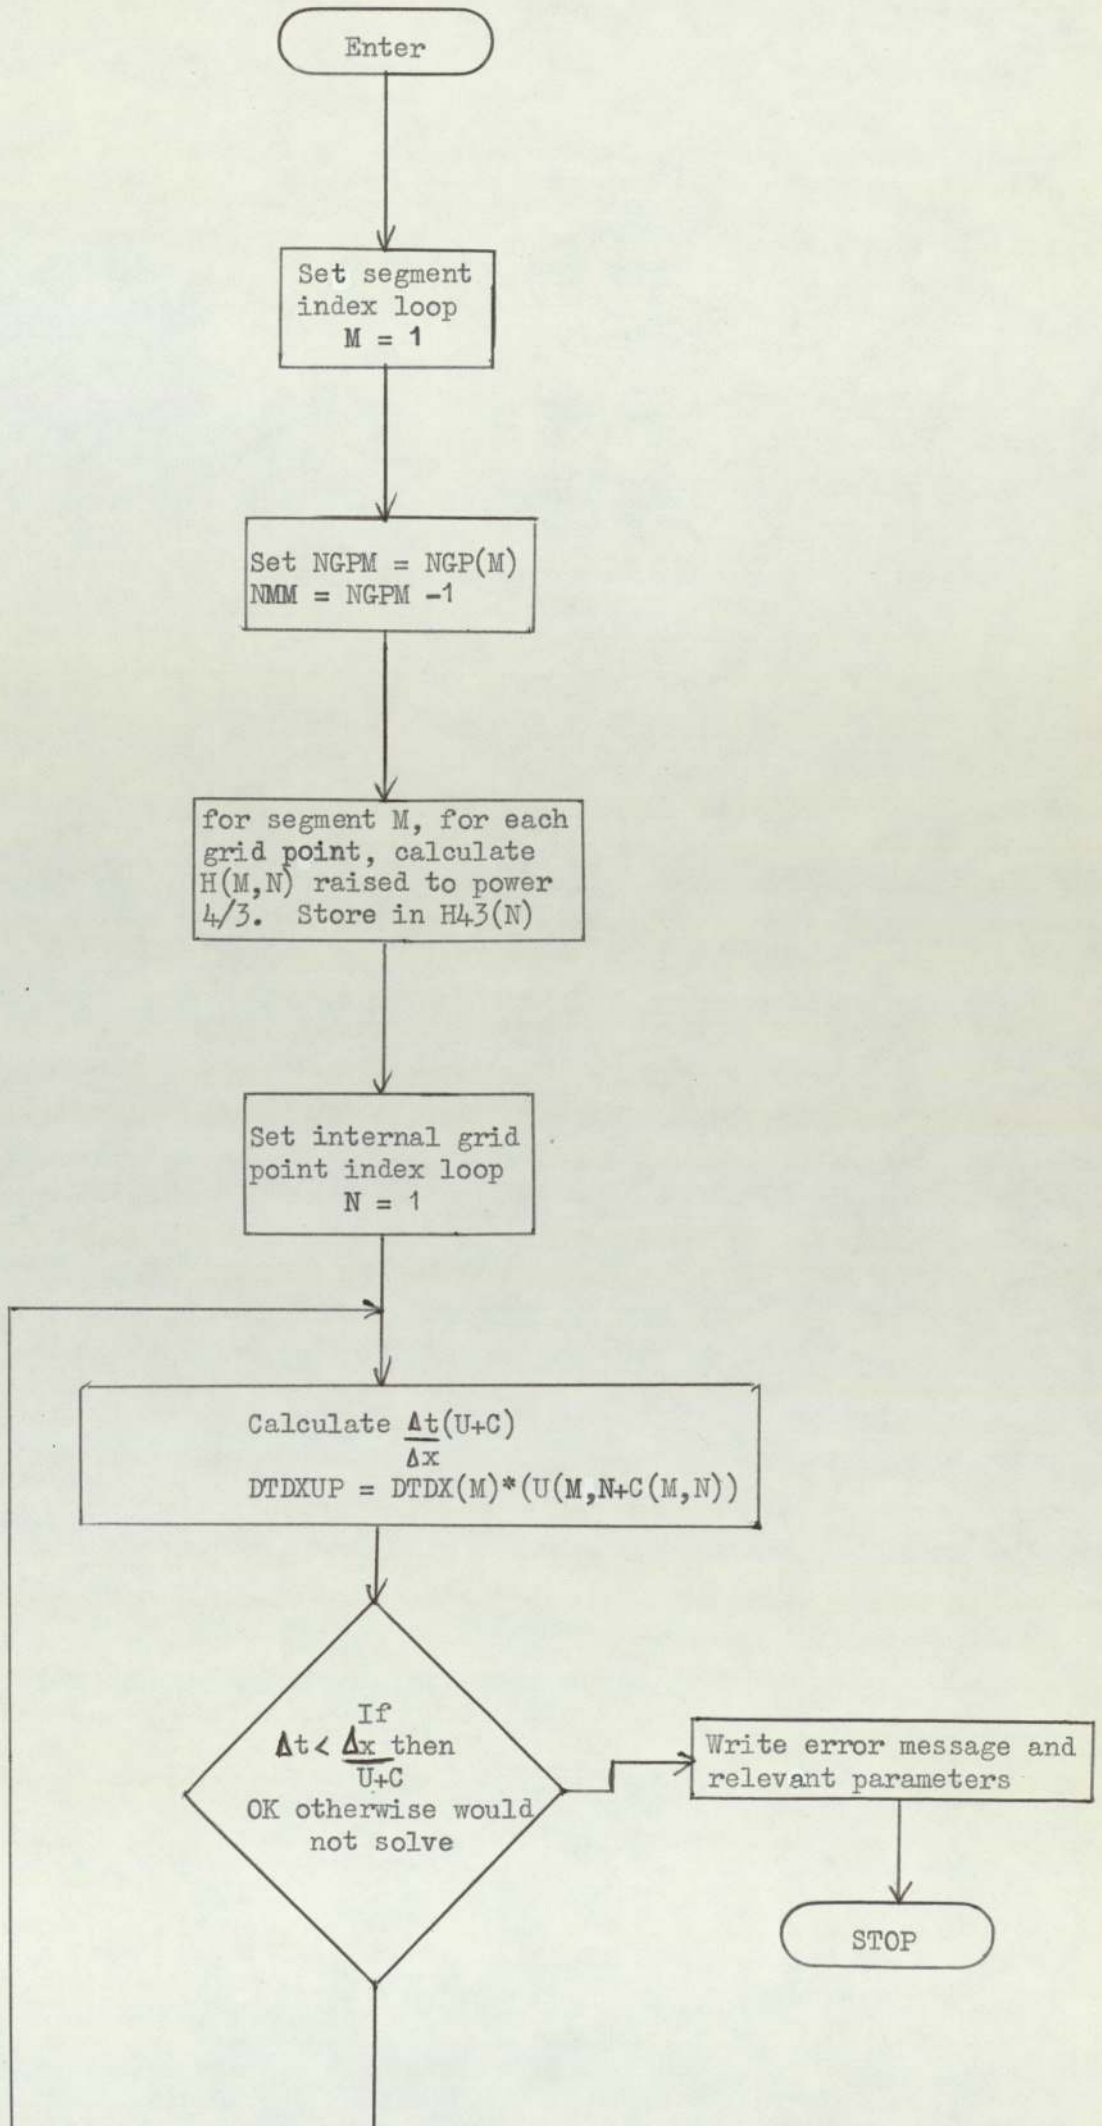 Enter
Set segment
index loop
M = 1
Set NGPM = NGP(M)
NMM = NGPM -1
for segment M, for each
grid point, calculate
H(M,N) raised to power
4/3.  Store in H43(N)
Set internal grid
point index loop
N = 1
Calculate Δt(U+C)
Δx
DTDXUP = DTDX(M)*(U(M,N+C(M,N))
If
Δt< Δx then
U+C
OK otherwise would
not solve
Write error message and
relevant parameters
STOP